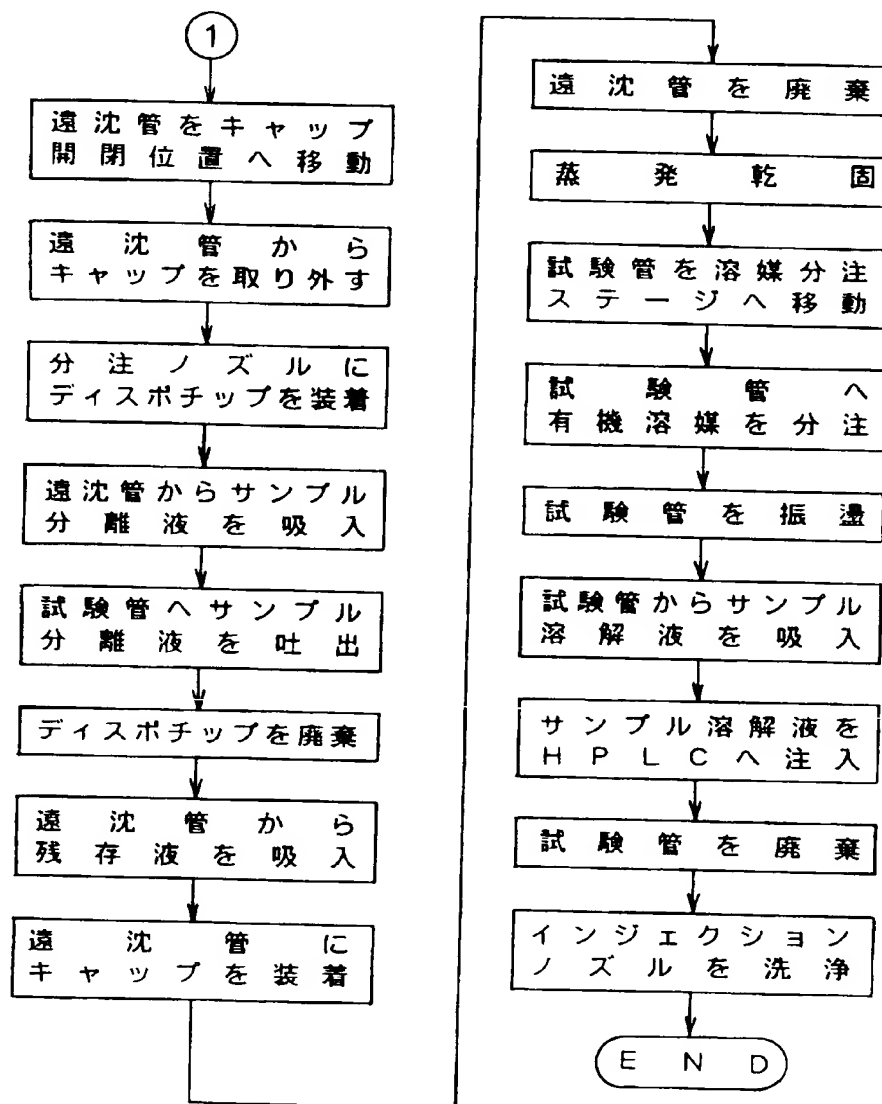 1
遠沈管をキャップ
開閉位置へ移動
遠沈管から
キャップを取り外す
分注ノズルに
ディスポチップを装着
遠沈管からサンプル
分離液を吸入
試験管へサンプル
分離液を吐出
ディスポチップを廃棄
遠沈管から
残存液を吸入
遠沈管に
キャップを装着
遠沈管を廃棄
蒸発乾固
試験管を溶媒分注
ステージへ移動
試験管へ
有機溶媒を分注
試験管を振盪
試験管からサンプル
溶解液を吸入
サンプル溶解液を
HPLCへ注入
試験管を廃棄
インジェクション
ノズルを洗浄
END